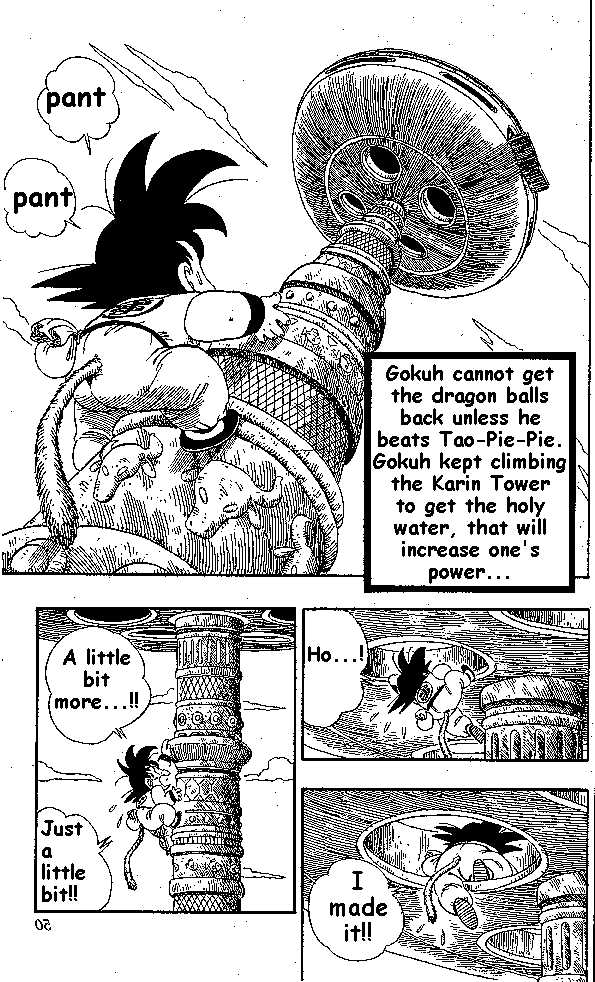 pant
pant
Gokuh cannot get
the dragon balls
back unless he
beats Tao-Pie-Pie.
Gokuh kept climbing
the Karin Tower
to get the holy
water, that will
increase one's
power...
A little
bit
more...!!
Just
a
little
bit!!
Ho...!
I
made
it!!
50